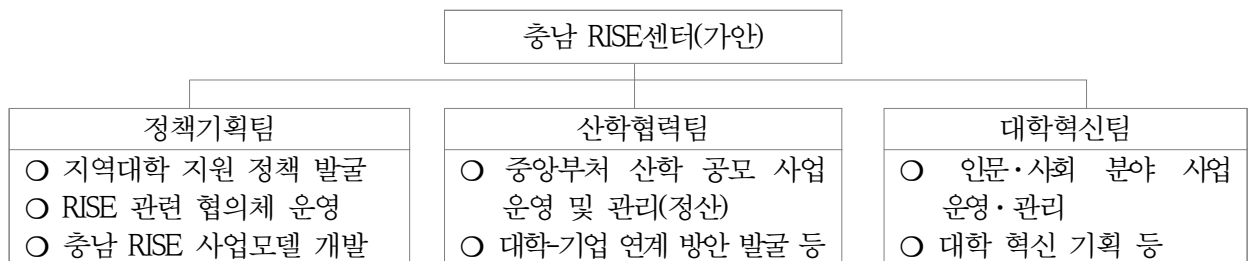 충남 RISE센터(가안)
정책기획팀
❍ 지역대학 지원 정책 발굴
❍ RISE 관련 협의체 운영
❍ 충남 RISE 사업모델 개발
산학협력팀
❍ 중앙부처 산학 공모 사업
운영 및 관리(정산)
❍ 대학-기업 연계 방안 발굴 등
대학혁신팀
❍ 인문·사회 분야 사업
운영·관리
❍ 대학 혁신 기획 등